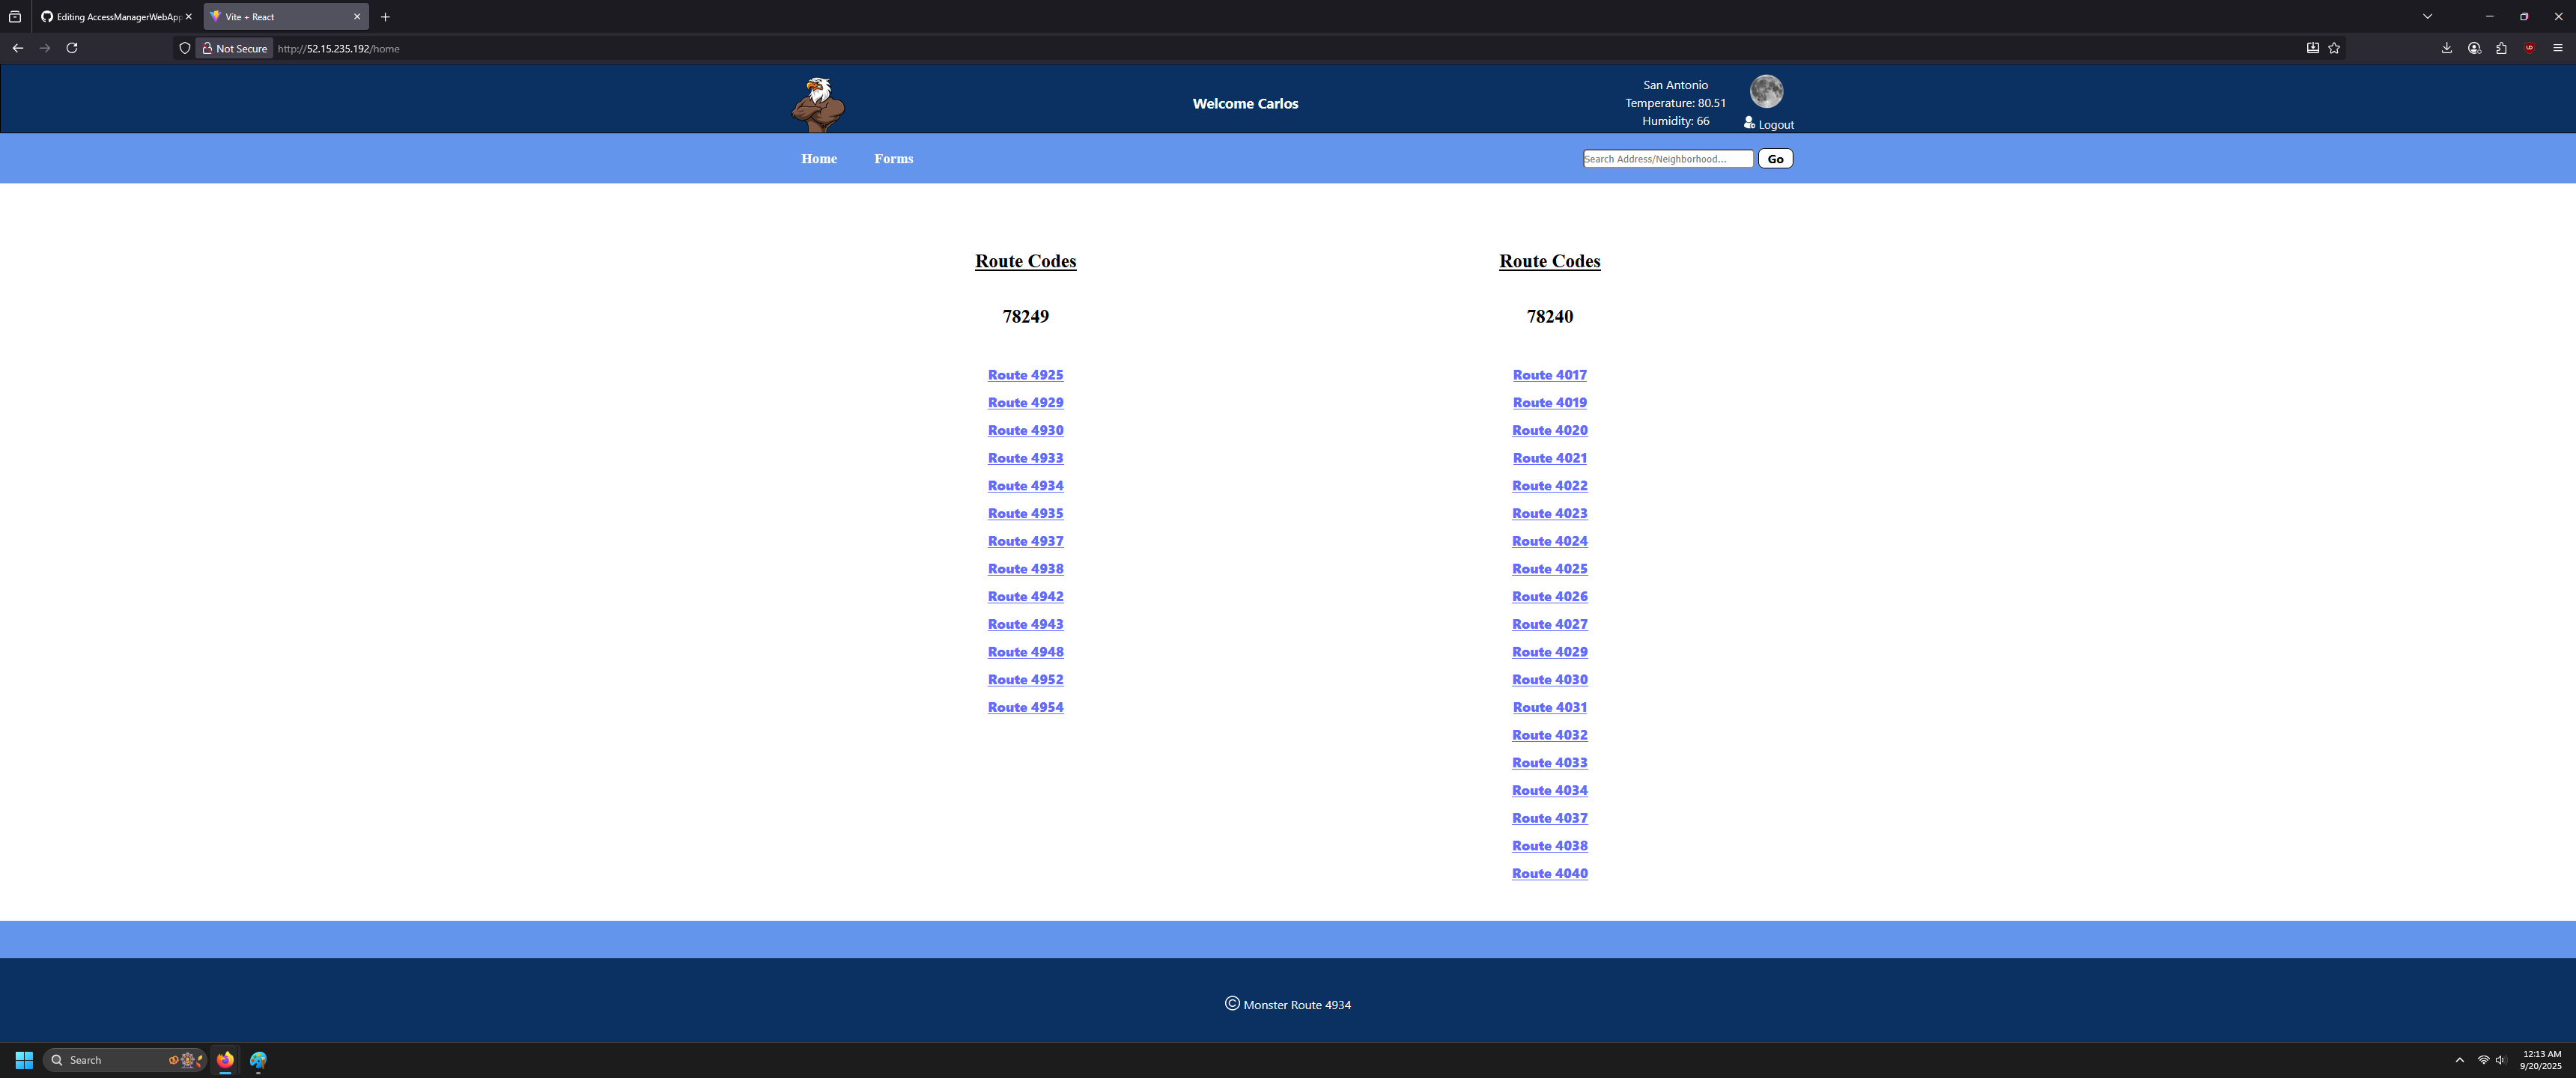 Editing AccessManagerWebApp
Vite + React
Not Secure
http://52.15.235.192/home
Welcome Carlos
San Antonio
Temperature: 80.51
Humidity: 66
Logout
Home
Forms
Search Address/Neighborhood...
Go
Route Codes
78249
Route 4925
Route 4929
Route 4930
Route 4933
Route 4934
Route 4935
Route 4937
Route 4938
Route 4942
Route 4943
Route 4948
Route 4952
Route 4954
Route Codes
78240
Route 4017
Route 4019
Route 4020
Route 4021
Route 4022
Route 4023
Route 4024
Route 4025
Route 4026
Route 4027
Route 4029
Route 4030
Route 4031
Route 4032
Route 4033
Route 4034
Route 4037
Route 4038
Route 4040
© Monster Route 4934
Search
12:13 AM
9/20/2025